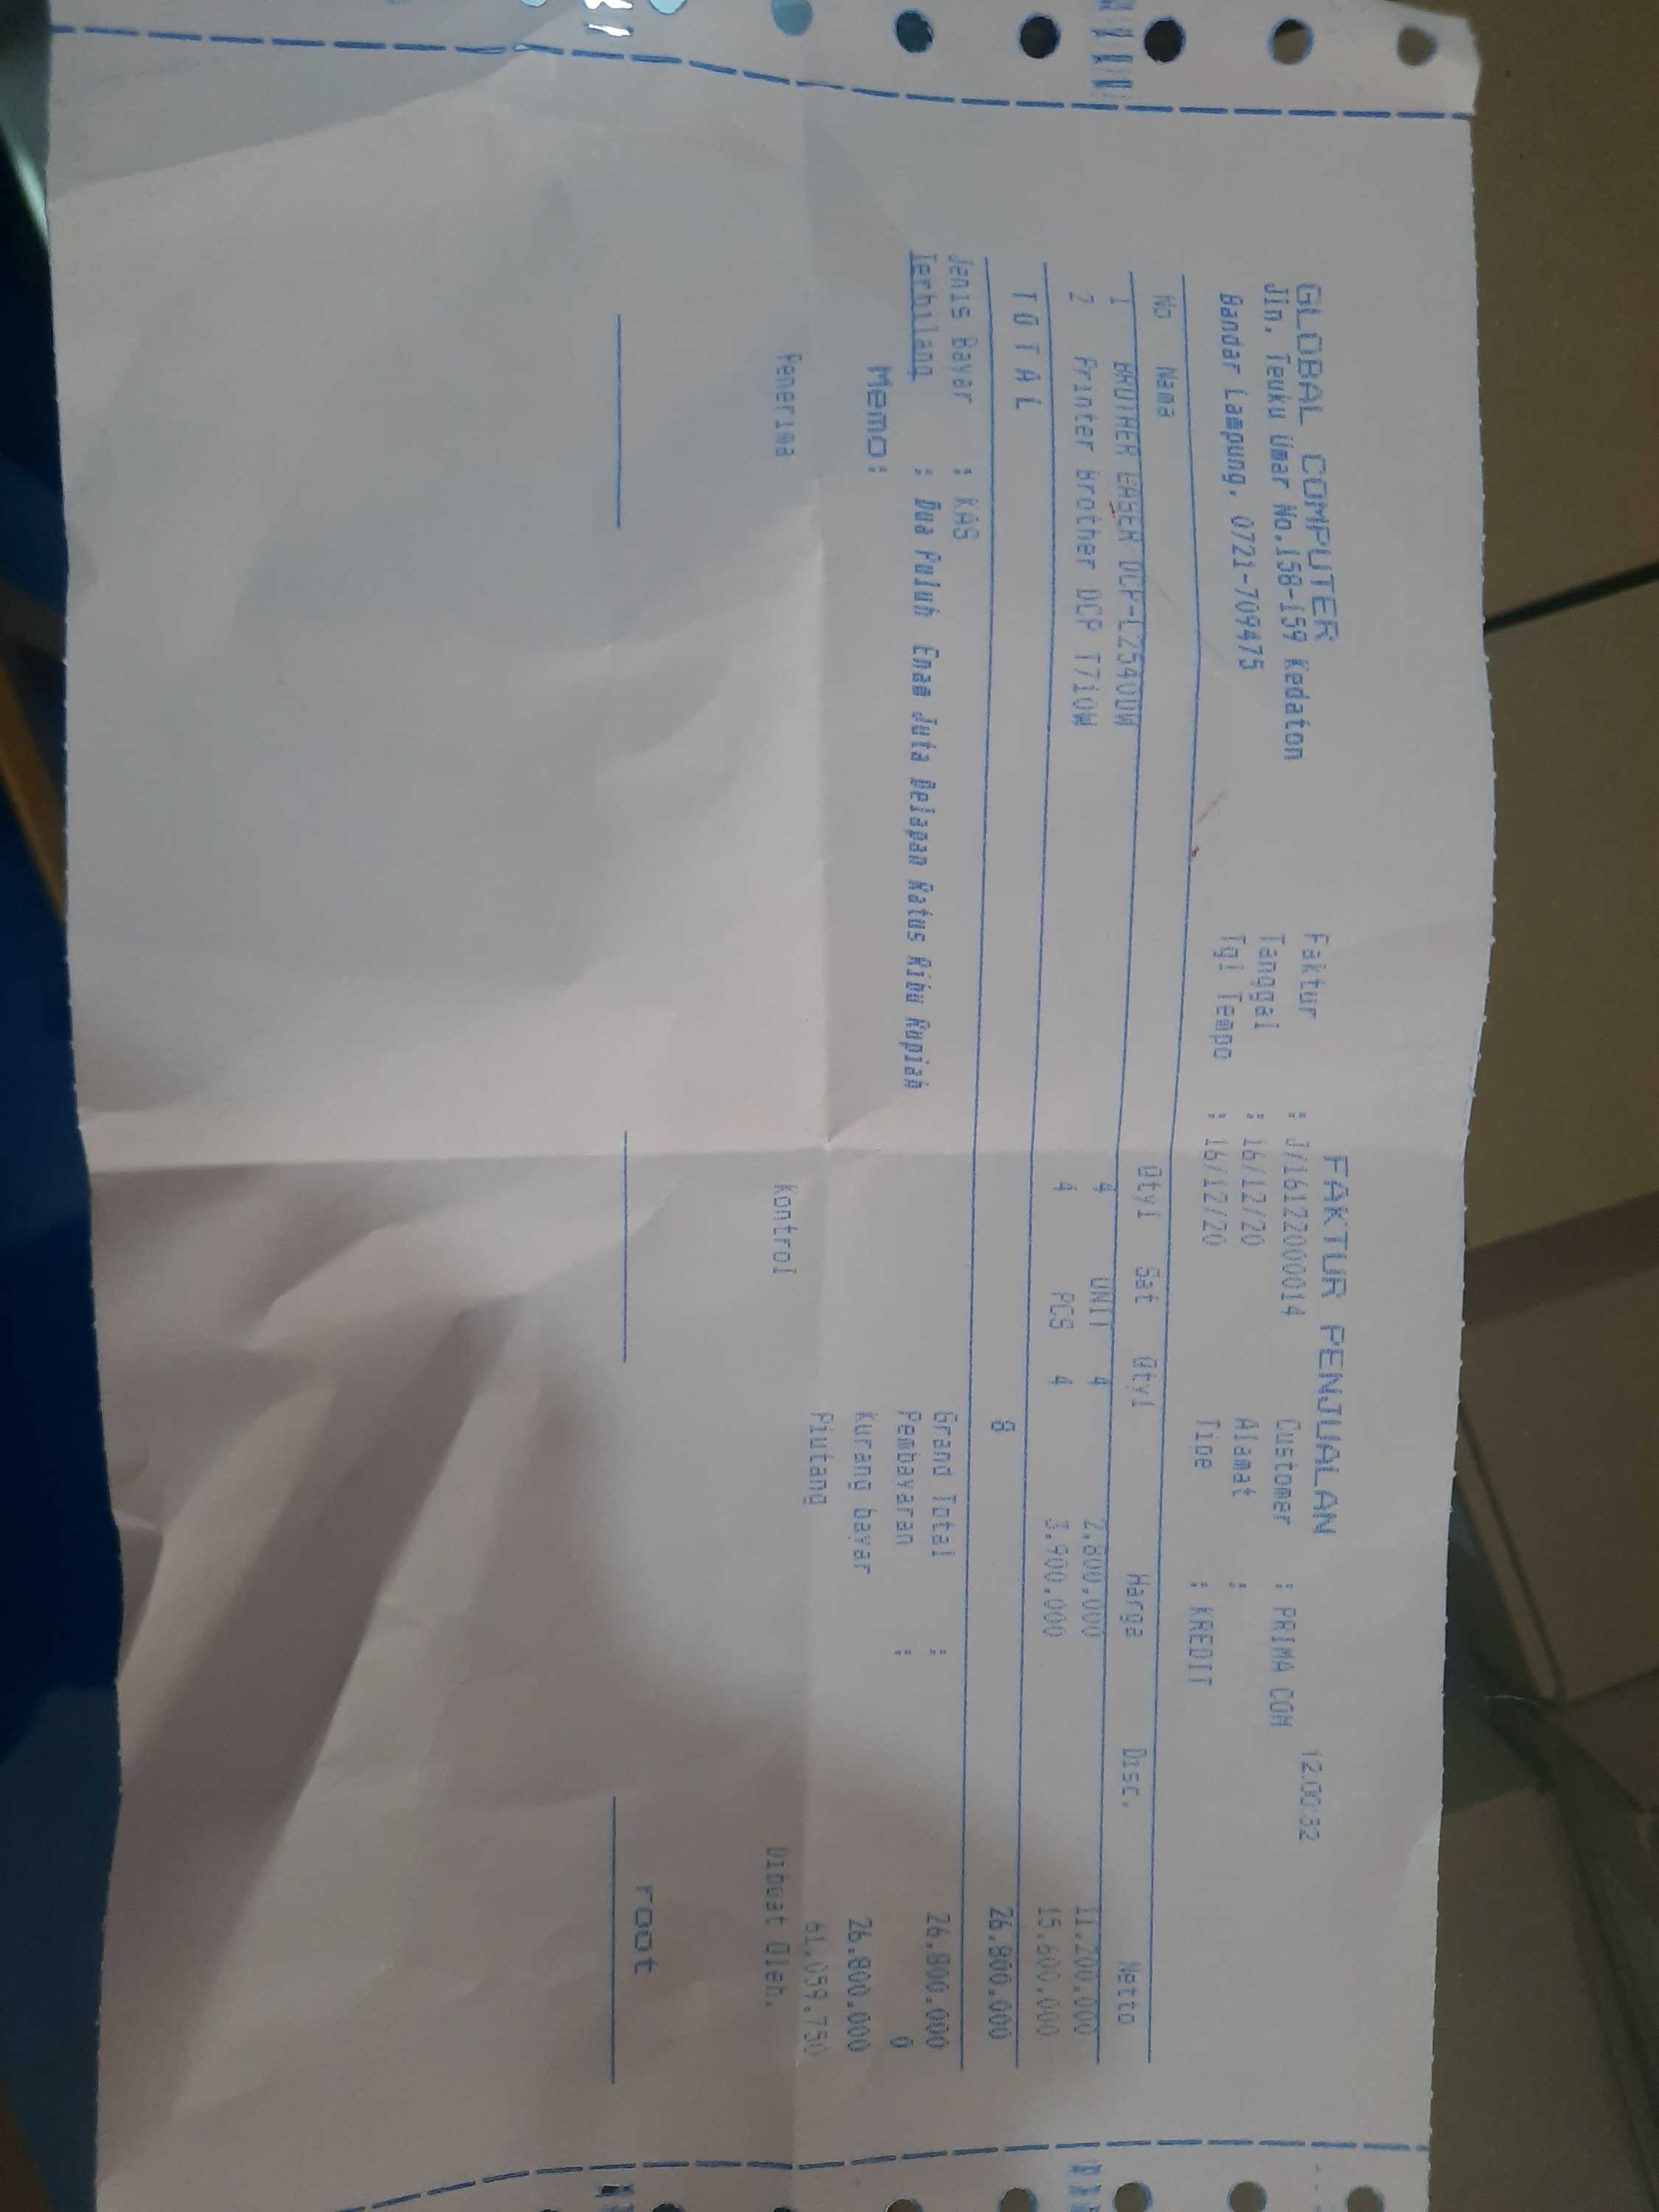 FAKTUR PENJUALAN 12:00:32
GLOBAL COMPUTER Faktur : J/161220000014 Customer : PRIMA COM
Jln. Teuku Umar No.158-159 Kedaton Tanggal : 16/12/20 Alamat :
Bandar Lampung. 0721-709475 Tgl Tempo : 16/12/20 Tipe : KREDIT
No Nama Qty1 Sat Qty1 Harga Disc. Netto
1 BROTHER LASER DCP-L2540DW 4 UNIT 4 2.800.000 11.200.000
2 Printer Brother DCP T710W 4 PCS 4 3.900.000 15.600.000
T O T A L 8 26.800.000
Jenis Bayar : KAS Grand Total : 26.800.000
Terbilang : Dua Puluh Enam Juta Delapan Ratus Ribu Rupiah Pembayaran : 0
Memo: Kurang bayar 26.800.000
Piutang 61.059.750
Penerima Kontrol Dibuat Oleh.
root